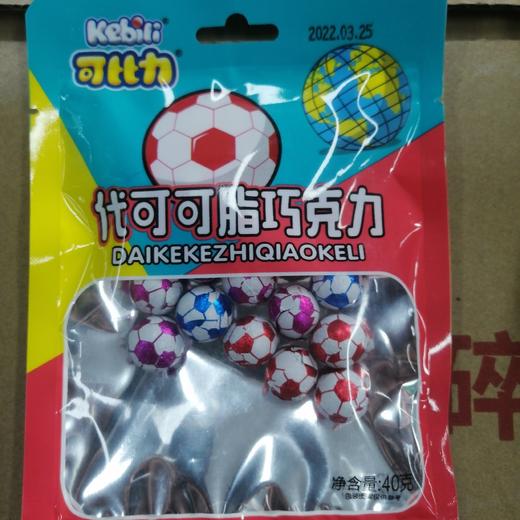 Kebili
可比力
2022.03.25
代可可脂巧克力
DAIKEKEZHIQIAOKELI
净含量:40克
碎